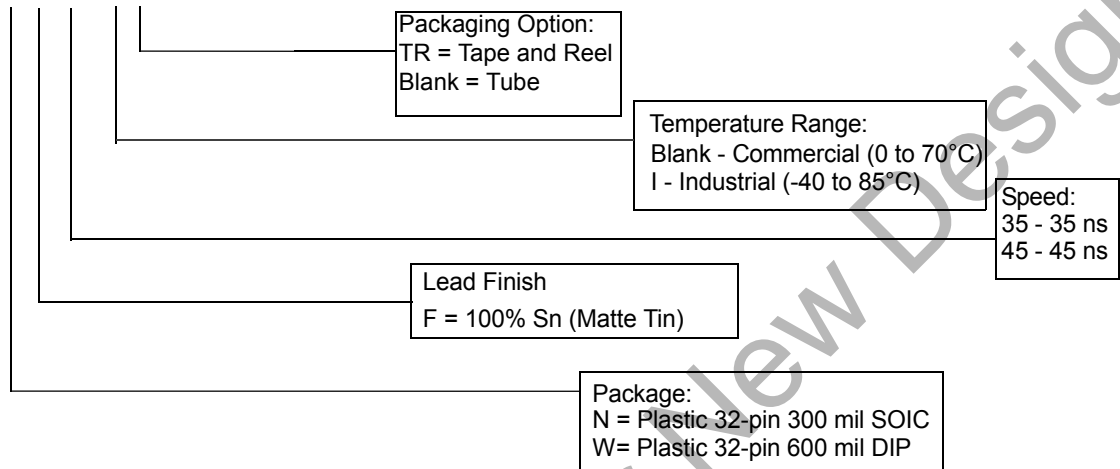 Packaging Option:
TR = Tape and Reel
Blank = Tube
Temperature Range:
Blank - Commercial (0 to 70°C)
I - Industrial (-40 to 85°C)
Speed:
35 - 35 ns
45 - 45 ns
Lead Finish
F = 100% Sn (Matte Tin)
Package:
N = Plastic 32-pin 300 mil SOIC
W= Plastic 32-pin 600 mil DIP
New Desig